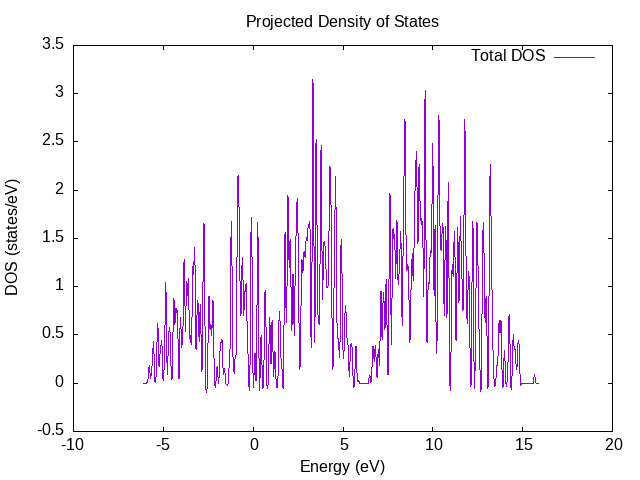 Projected Density of States
Total DOS
DOS (states/eV)
3.5
3
2.5
2
1.5
1
0.5
0
-0.5
-10 -5 0 5 10 15 20
Energy (eV)